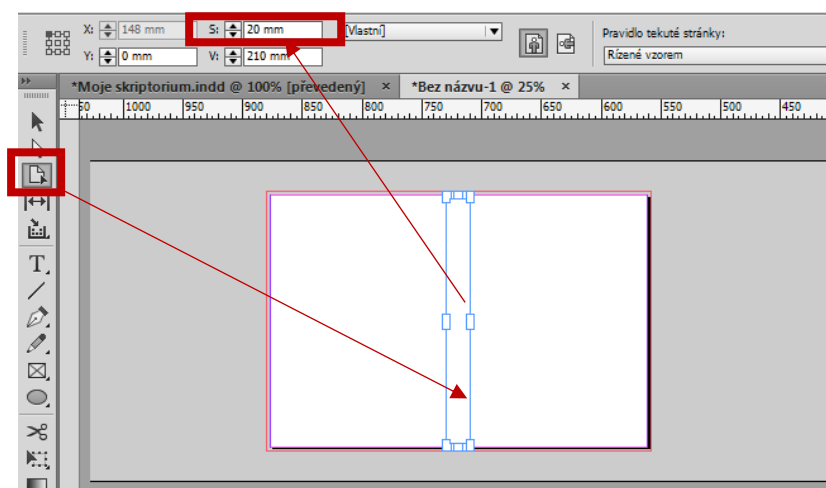 X: 148 mm S: 20 mm [Vlastní] Pravidlo tekuté stránky:
Y: 0 mm V: 210 mm Řízené vzorem
*Moje skriptorium.indd @ 100% [převedený] × *Bez názvu-1 @ 25% ×
50 1000 950 900 850 800 750 700 650 600 550 500 450
T